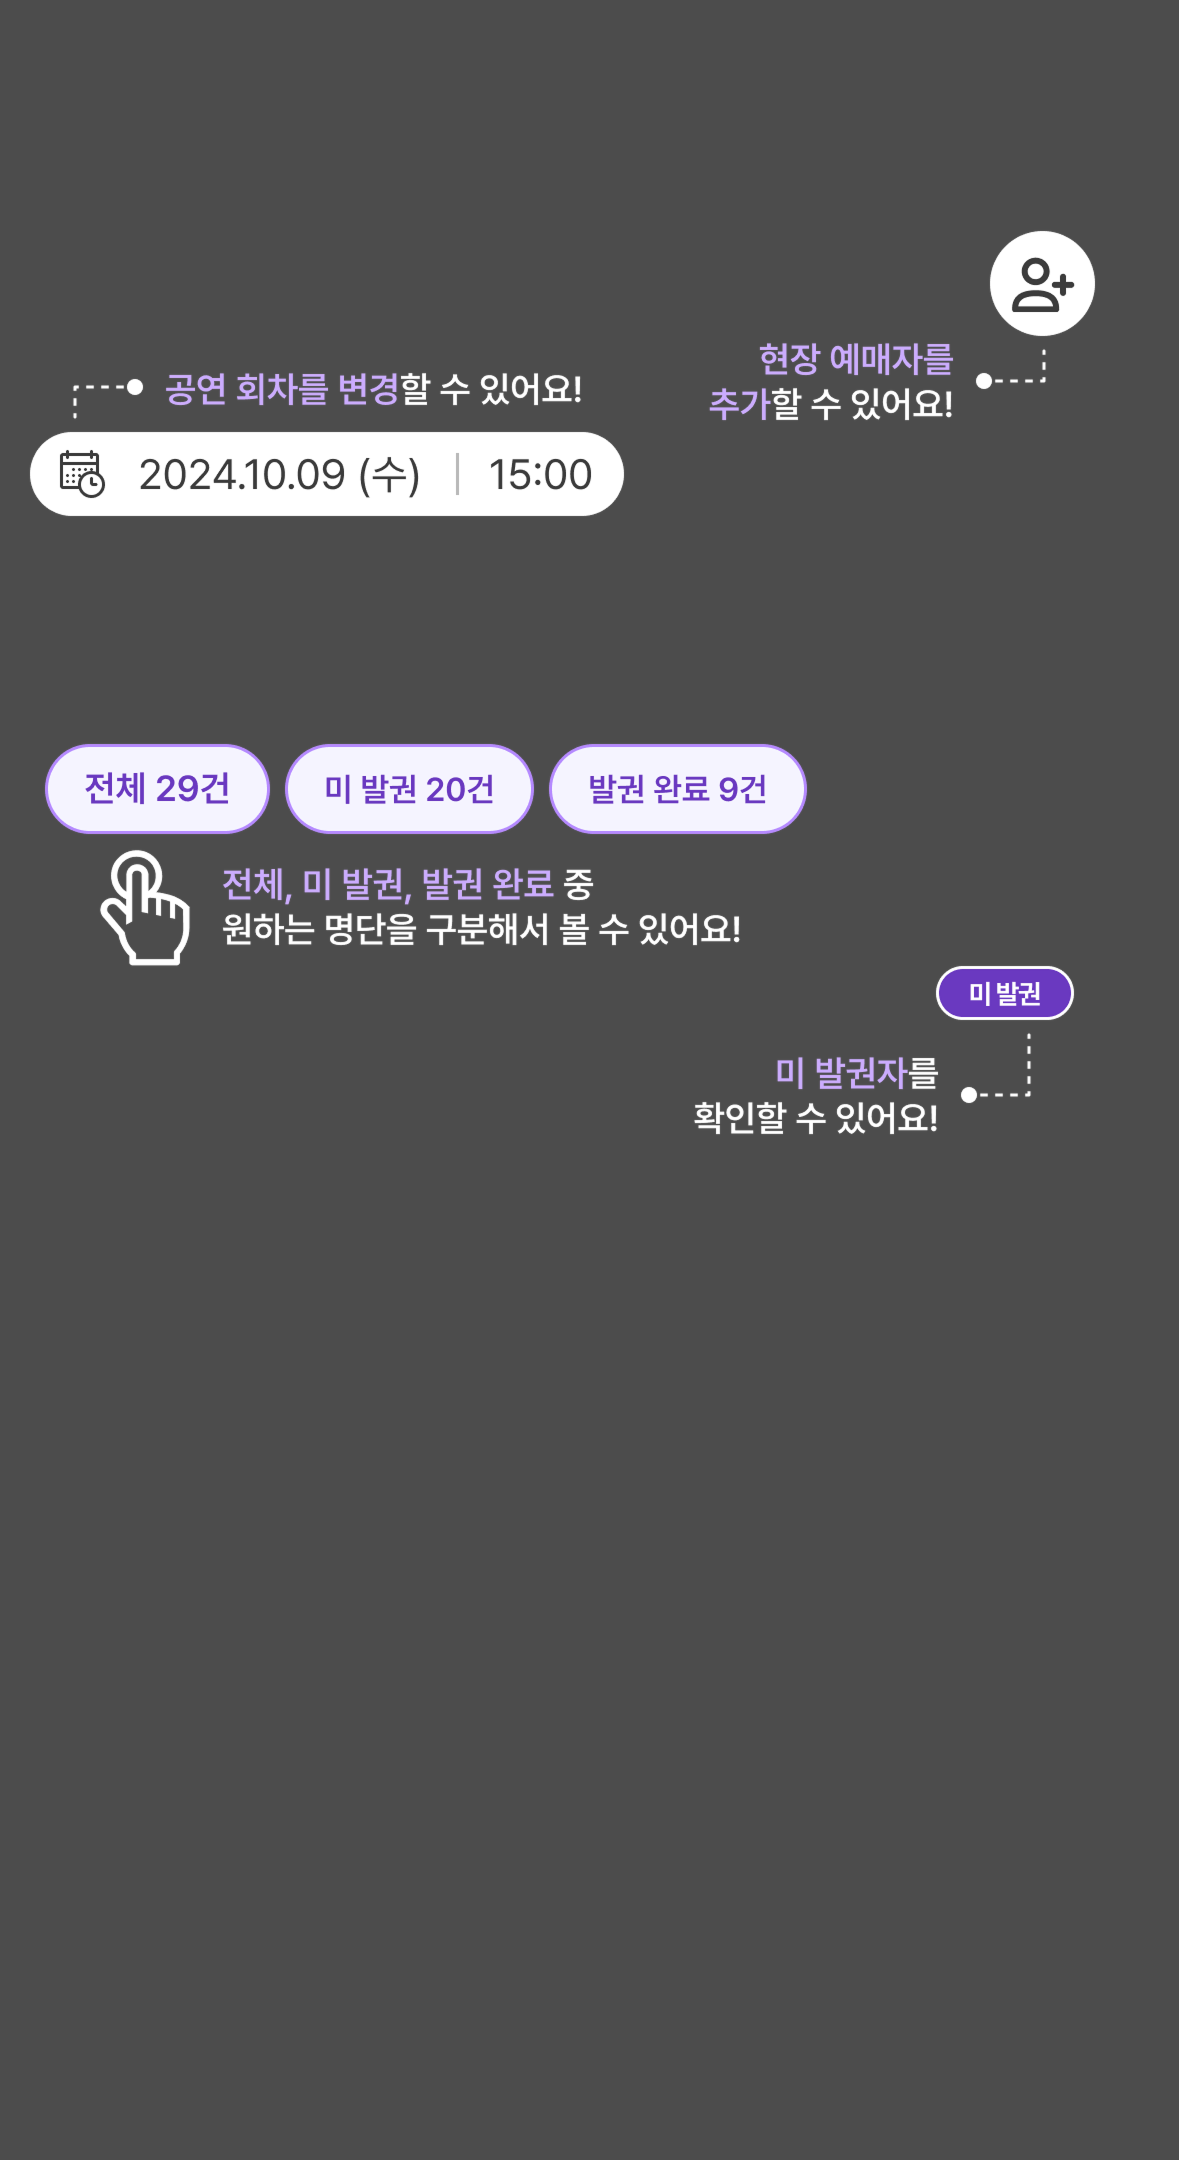 현장 예매자를
추가할 수 있어요!
공연 회차를 변경할 수 있어요!
2024.10.09 (수) | 15:00
전체 29건
미 발권 20건
발권 완료 9건
전체, 미 발권, 발권 완료 중
원하는 명단을 구분해서 볼 수 있어요!
미 발권
미 발권자를
확인할 수 있어요!